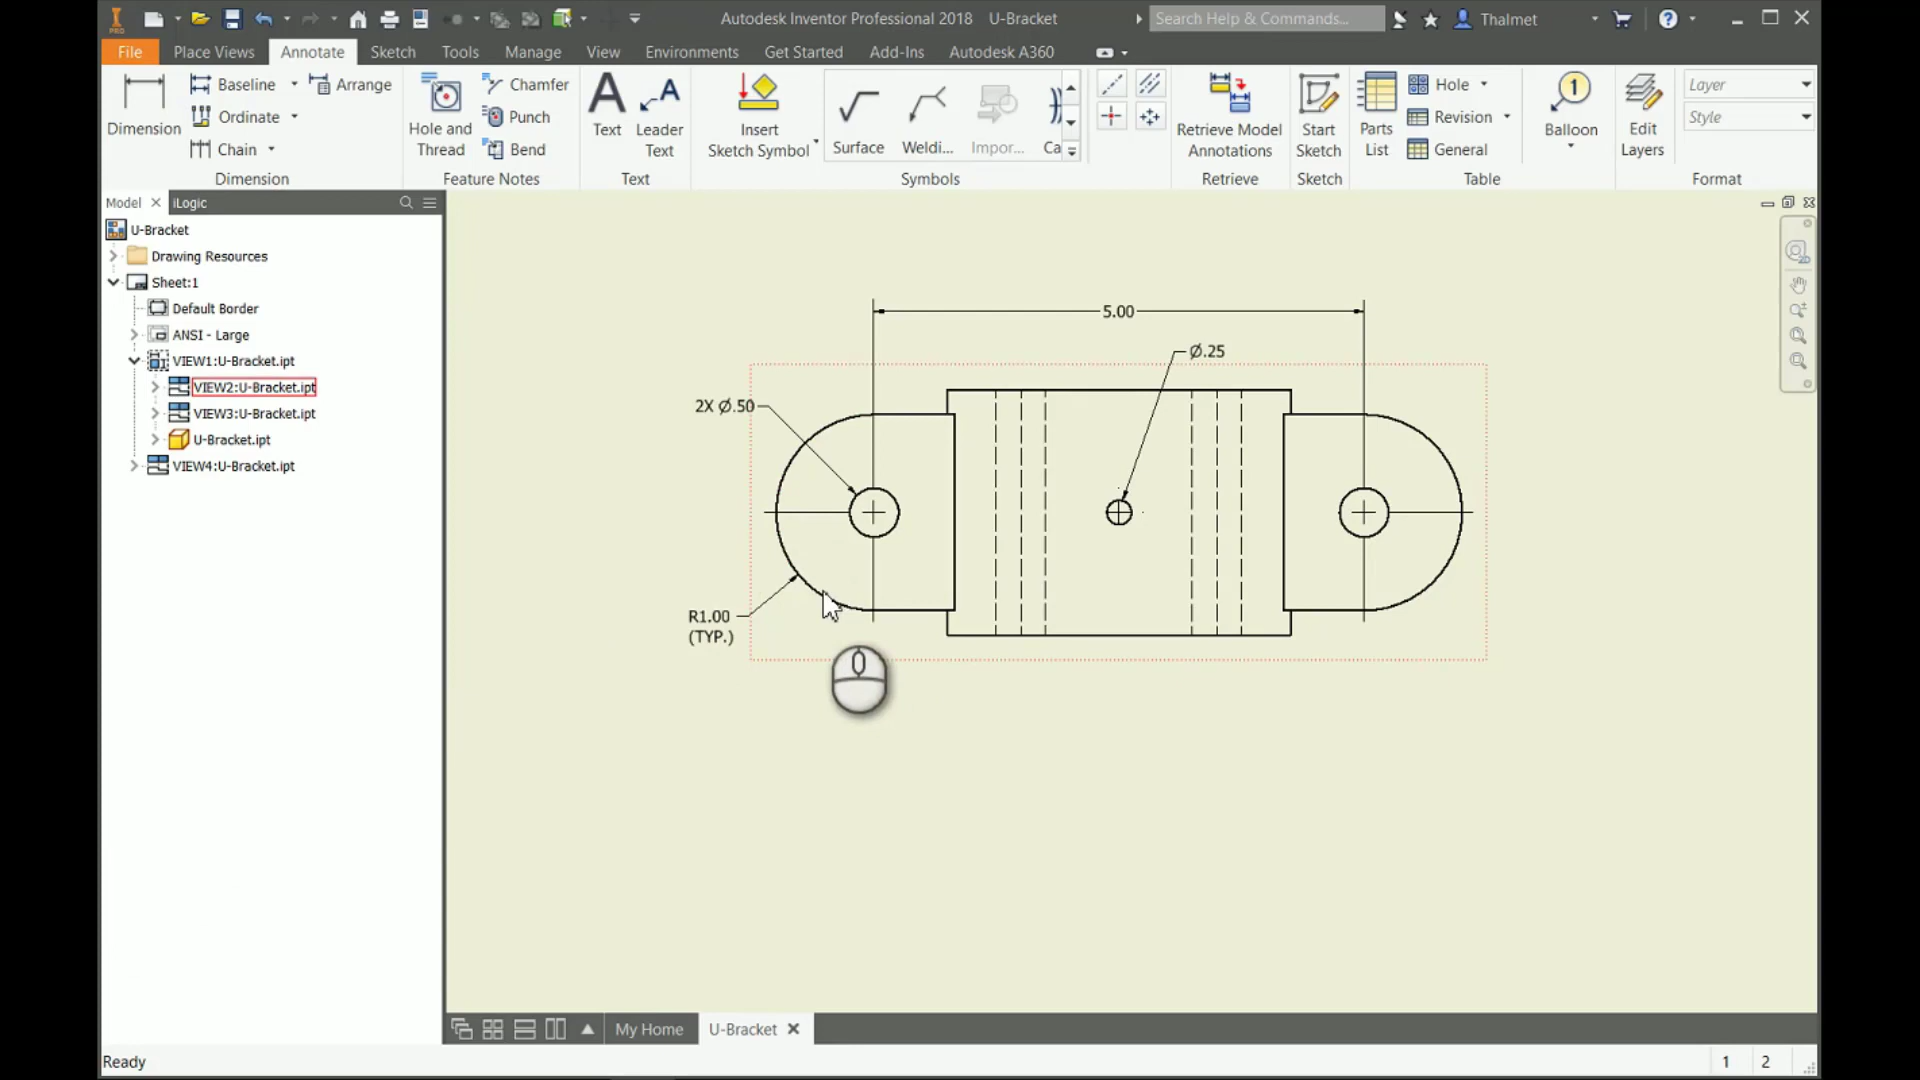 PRO
Autodesk Inventor Professional 2018 U-Bracket
Search Help & Commands...
Thalmet
File Place Views Annotate Sketch Tools Manage View Environments Get Started Add-Ins Autodesk A360
Dimension
Baseline
Ordinate
Chain
Arrange
Dimension
Hole and
Thread
Chamfer
Punch
Bend
Feature Notes
Text
Leader
Text
Text
Insert
Sketch Symbol
Surface Weldi... Impor... Ca
Symbols
Retrieve Model
Annotations
Retrieve
Start
Sketch
Sketch
Parts
List
Hole
Revision
General
Table
1
Balloon
Edit
Layers
Layer
Style
Format
Model iLogic
U-Bracket
Drawing Resources
Sheet:1
Default Border
ANSI - Large
VIEW1:U-Bracket.ipt
VIEW2:U-Bracket.ipt
VIEW3:U-Bracket.ipt
U-Bracket.ipt
VIEW4:U-Bracket.ipt
5.00
Ø.25
2X Ø.50
R1.00
(TYP.)
My Home U-Bracket
Ready
1 2